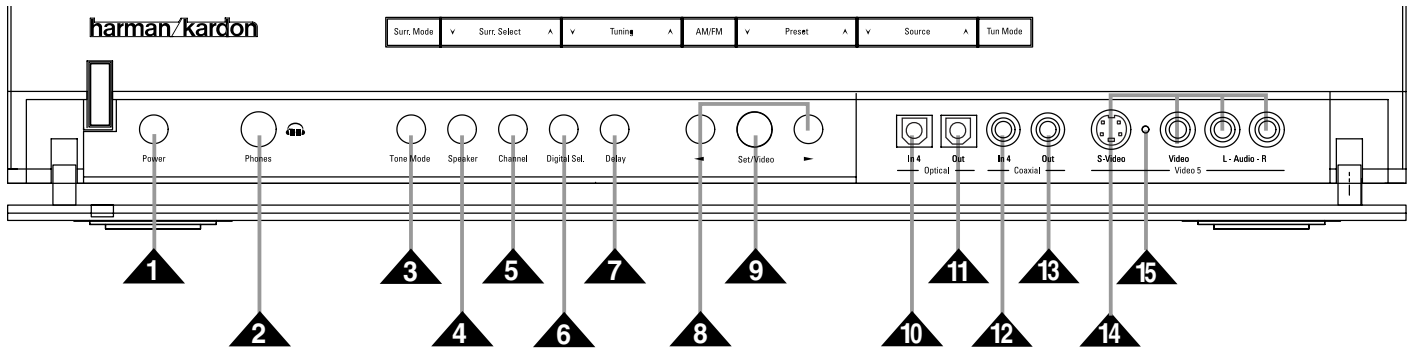 harman/kardon
Surr. Mode ˅ Surr. Select ˄ ˅ Tuning ˄ AM/FM ˅ Preset ˄ ˅ Source ˄ Tun Mode
Power Phones Tone Mode Speaker Channel Digital Sel. Delay ◄ Set/Video ► In 4 Out In 4 Out S-Video Video L - Audio - R
Optical Coaxial Video 5
1 3 5 7 9 11 13 15
2 4 6 8 10 12 14